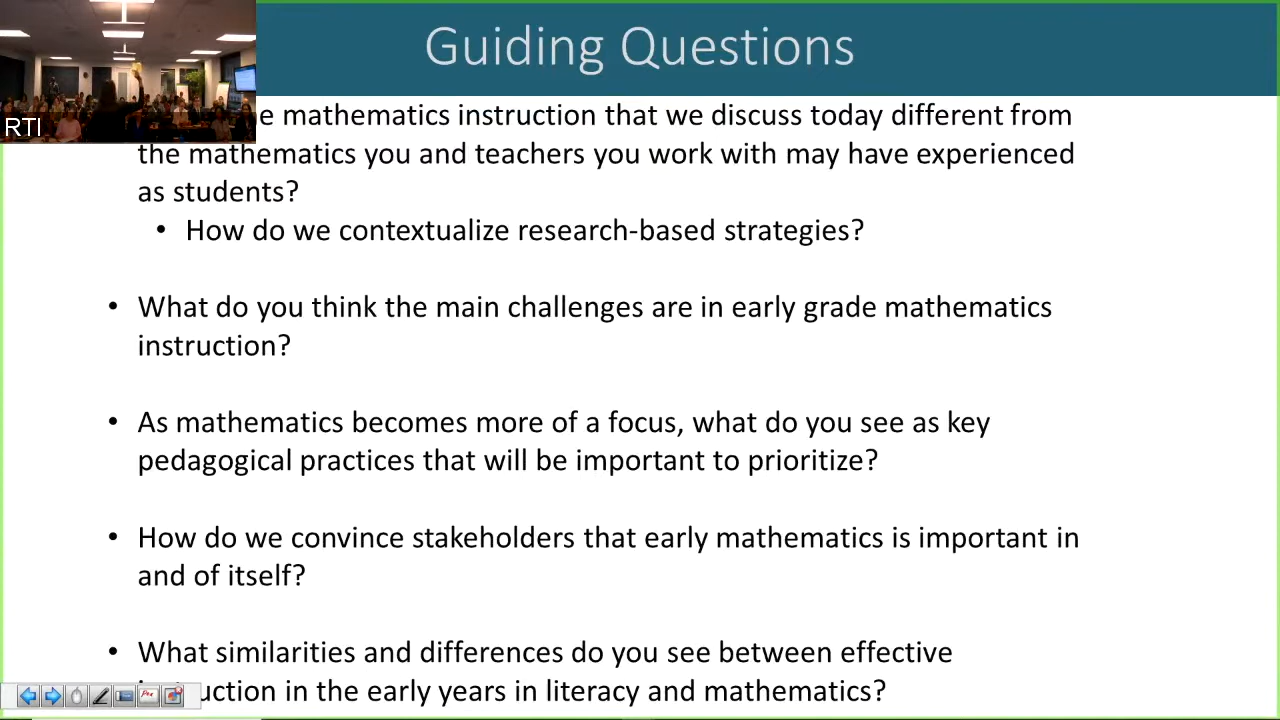 Guiding Questions
RTI
e mathematics instruction that we discuss today different from
the mathematics you and teachers you work with may have experienced
as students?
• How do we contextualize research-based strategies?
• What do you think the main challenges are in early grade mathematics
instruction?
• As mathematics becomes more of a focus, what do you see as key
pedagogical practices that will be important to prioritize?
• How do we convince stakeholders that early mathematics is important in
and of itself?
• What similarities and differences do you see between effective
uction in the early years in literacy and mathematics?